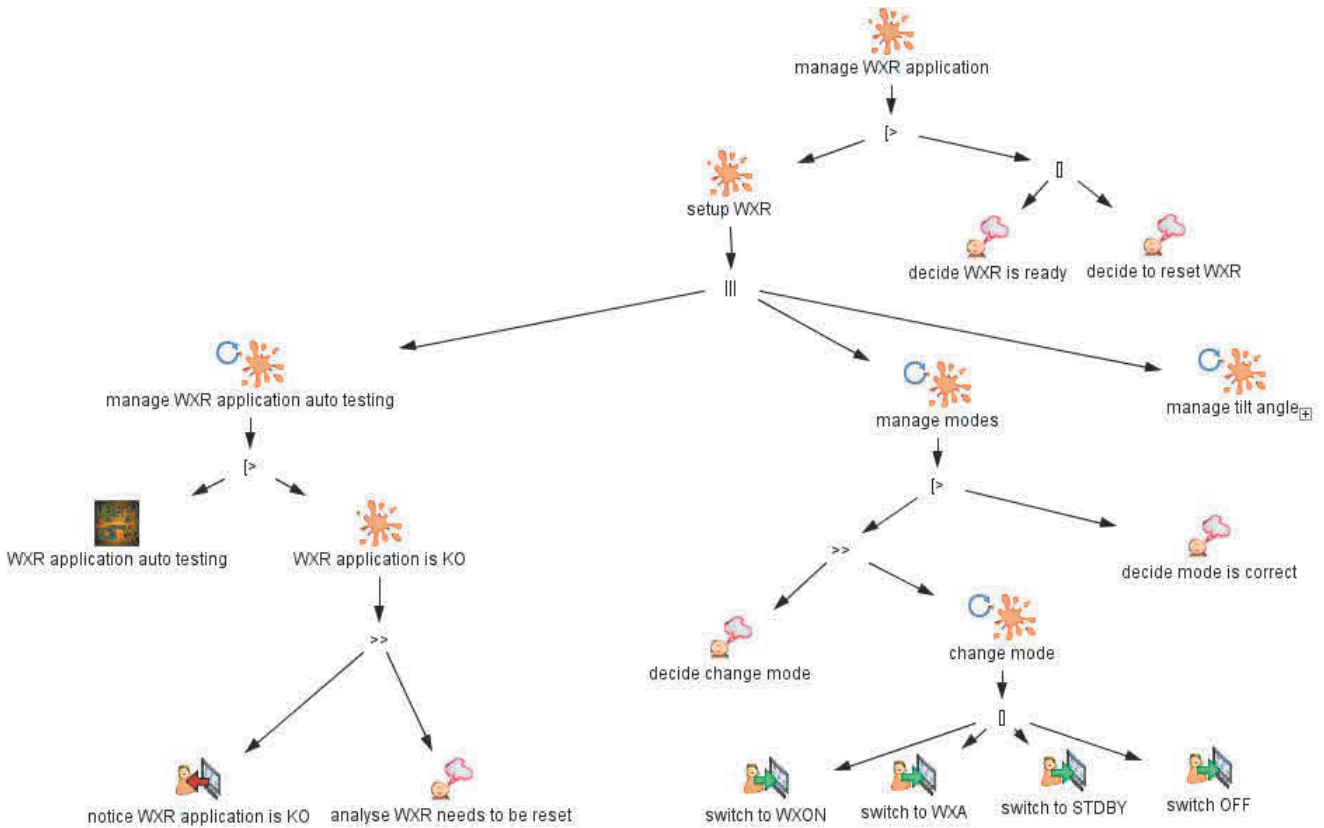 manage WXR application
[>
[]
setup WXR
decide WXR is ready
decide to reset WXR
|||
manage WXR application auto testing
manage modes
manage tilt angle
[>
[>
WXR application auto testing
WXR application is KO
>>
decide mode is correct
>>
decide change mode
change mode
[]
notice WXR application is KO
analyse WXR needs to be reset
switch to WXON
switch to WXA
switch to STDBY
switch OFF